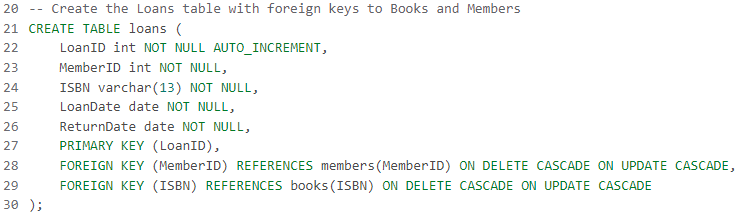 20 -- Create the Loans table with foreign keys to Books and Members
21 CREATE TABLE loans (
22     LoanID int NOT NULL AUTO_INCREMENT,
23     MemberID int NOT NULL,
24     ISBN varchar(13) NOT NULL,
25     LoanDate date NOT NULL,
26     ReturnDate date NOT NULL,
27     PRIMARY KEY (LoanID),
28     FOREIGN KEY (MemberID) REFERENCES members(MemberID) ON DELETE CASCADE ON UPDATE CASCADE,
29     FOREIGN KEY (ISBN) REFERENCES books(ISBN) ON DELETE CASCADE ON UPDATE CASCADE
30 );